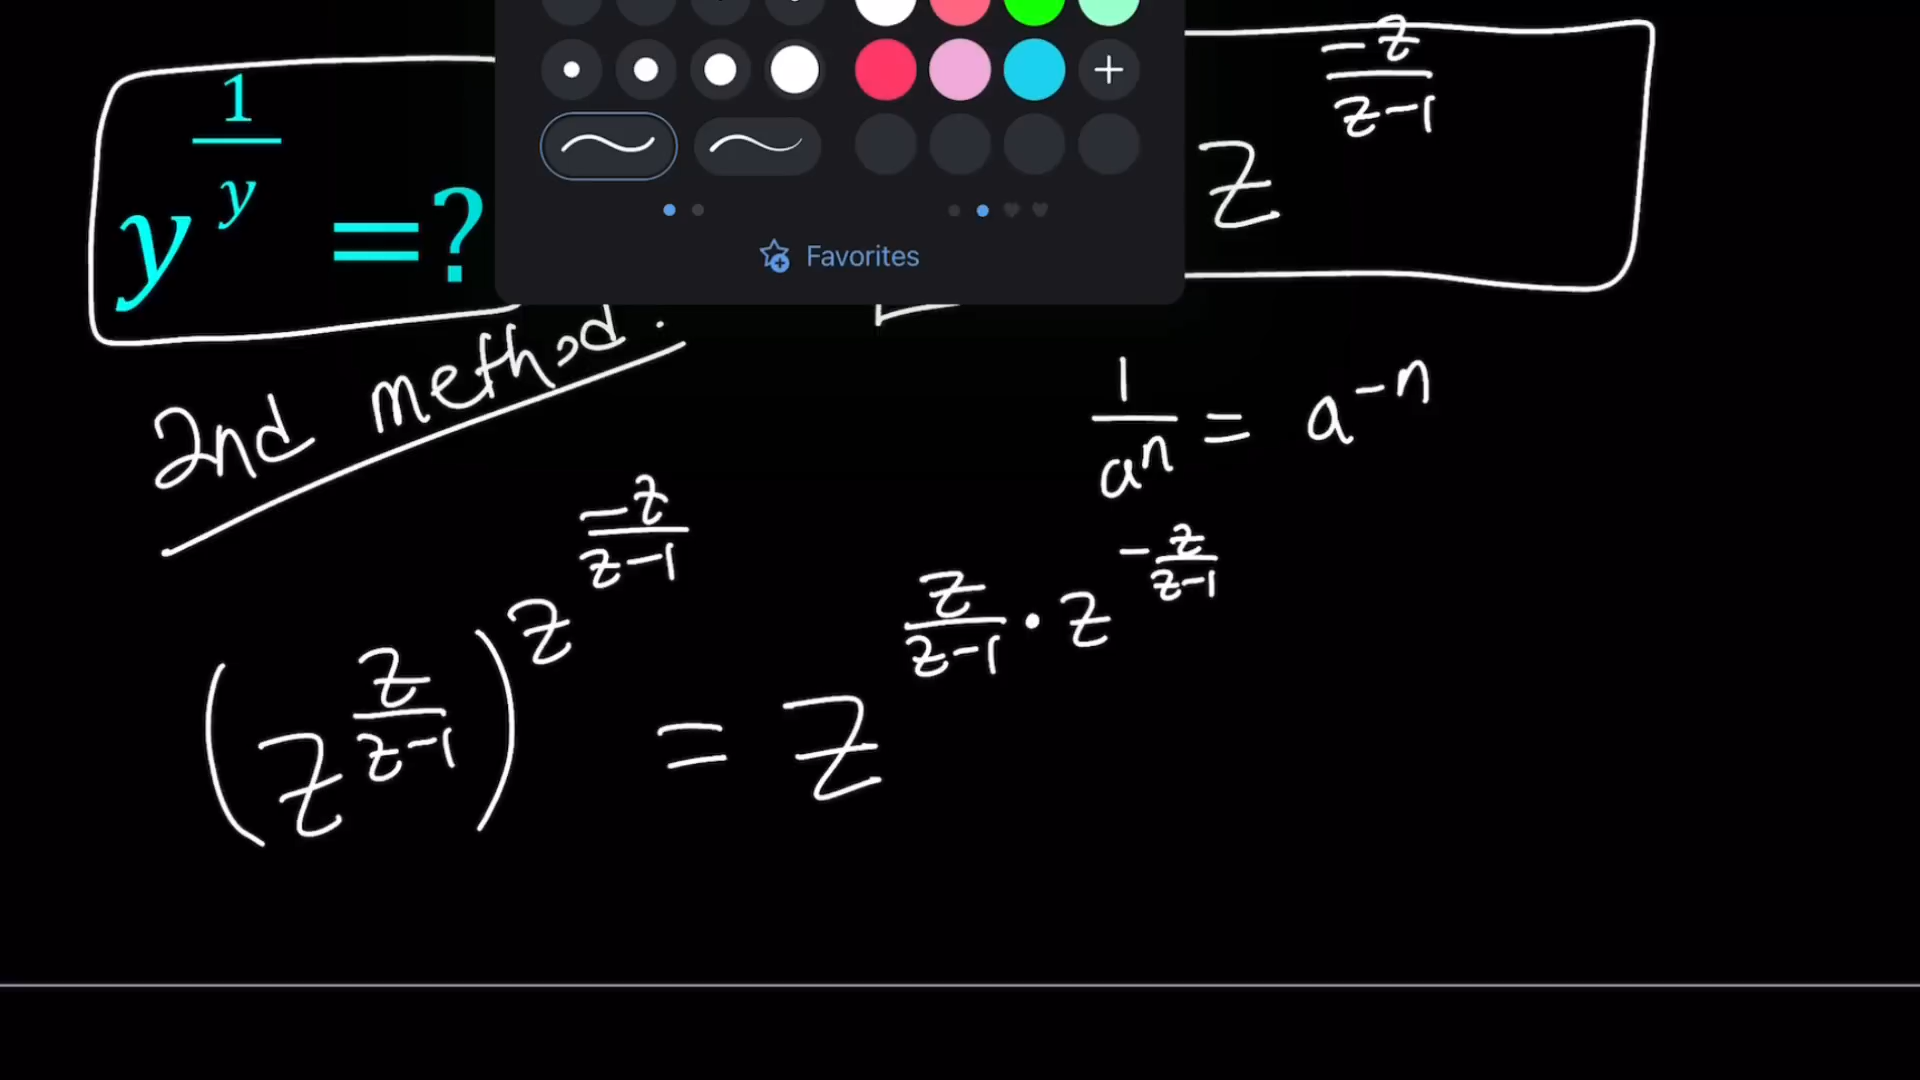 y^(1/y) =?
z^(-z/(z-1))
Favorites
2nd method.
1/a^n = a^(-n)
(z^(z/(z-1)))^(z^(-z/(z-1))) = z^(z/(z-1) · z^(-z/(z-1)))